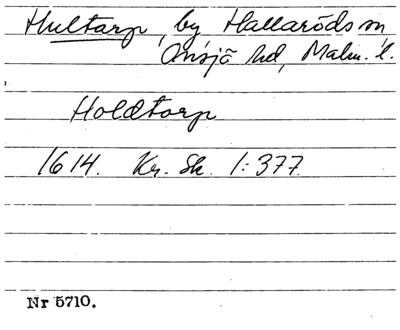 Hultarp, by Hallaröds sn
Onsjö hd, Malm. l.
Holdtorp
1614. Kr. Sk. 1:377
Nr 5710.